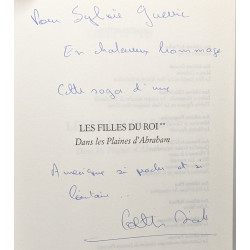 Pour Sylvie Guerre
En chaleureux hommage
Cette saga d'une
LES FILLES DU ROI**
Dans les Plaines d'Abraham
Amérique si proche et si
lointaine...